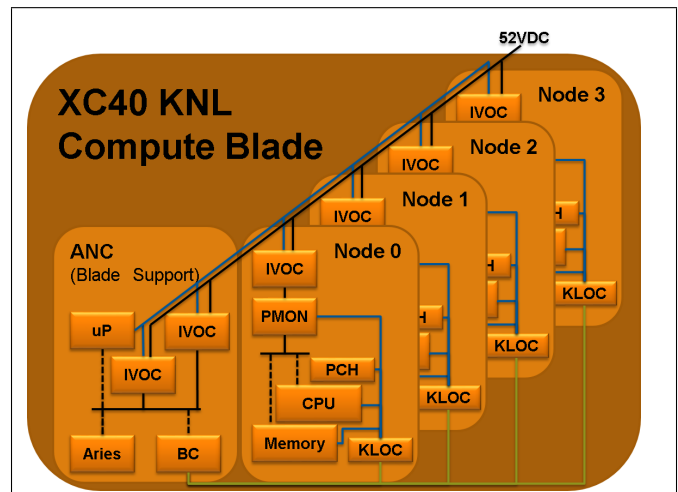 52VDC
XC40 KNL
Compute Blade
Node 3
IVOC
Node 2
IVOC
H
KLOC
Node 1
IVOC
H
KLOC
Node 0
IVOC
H
KLOC
PMON
PCH
CPU
Memory
KLOC
ANC
(Blade Support)
uP
IVOC
IVOC
Aries
BC